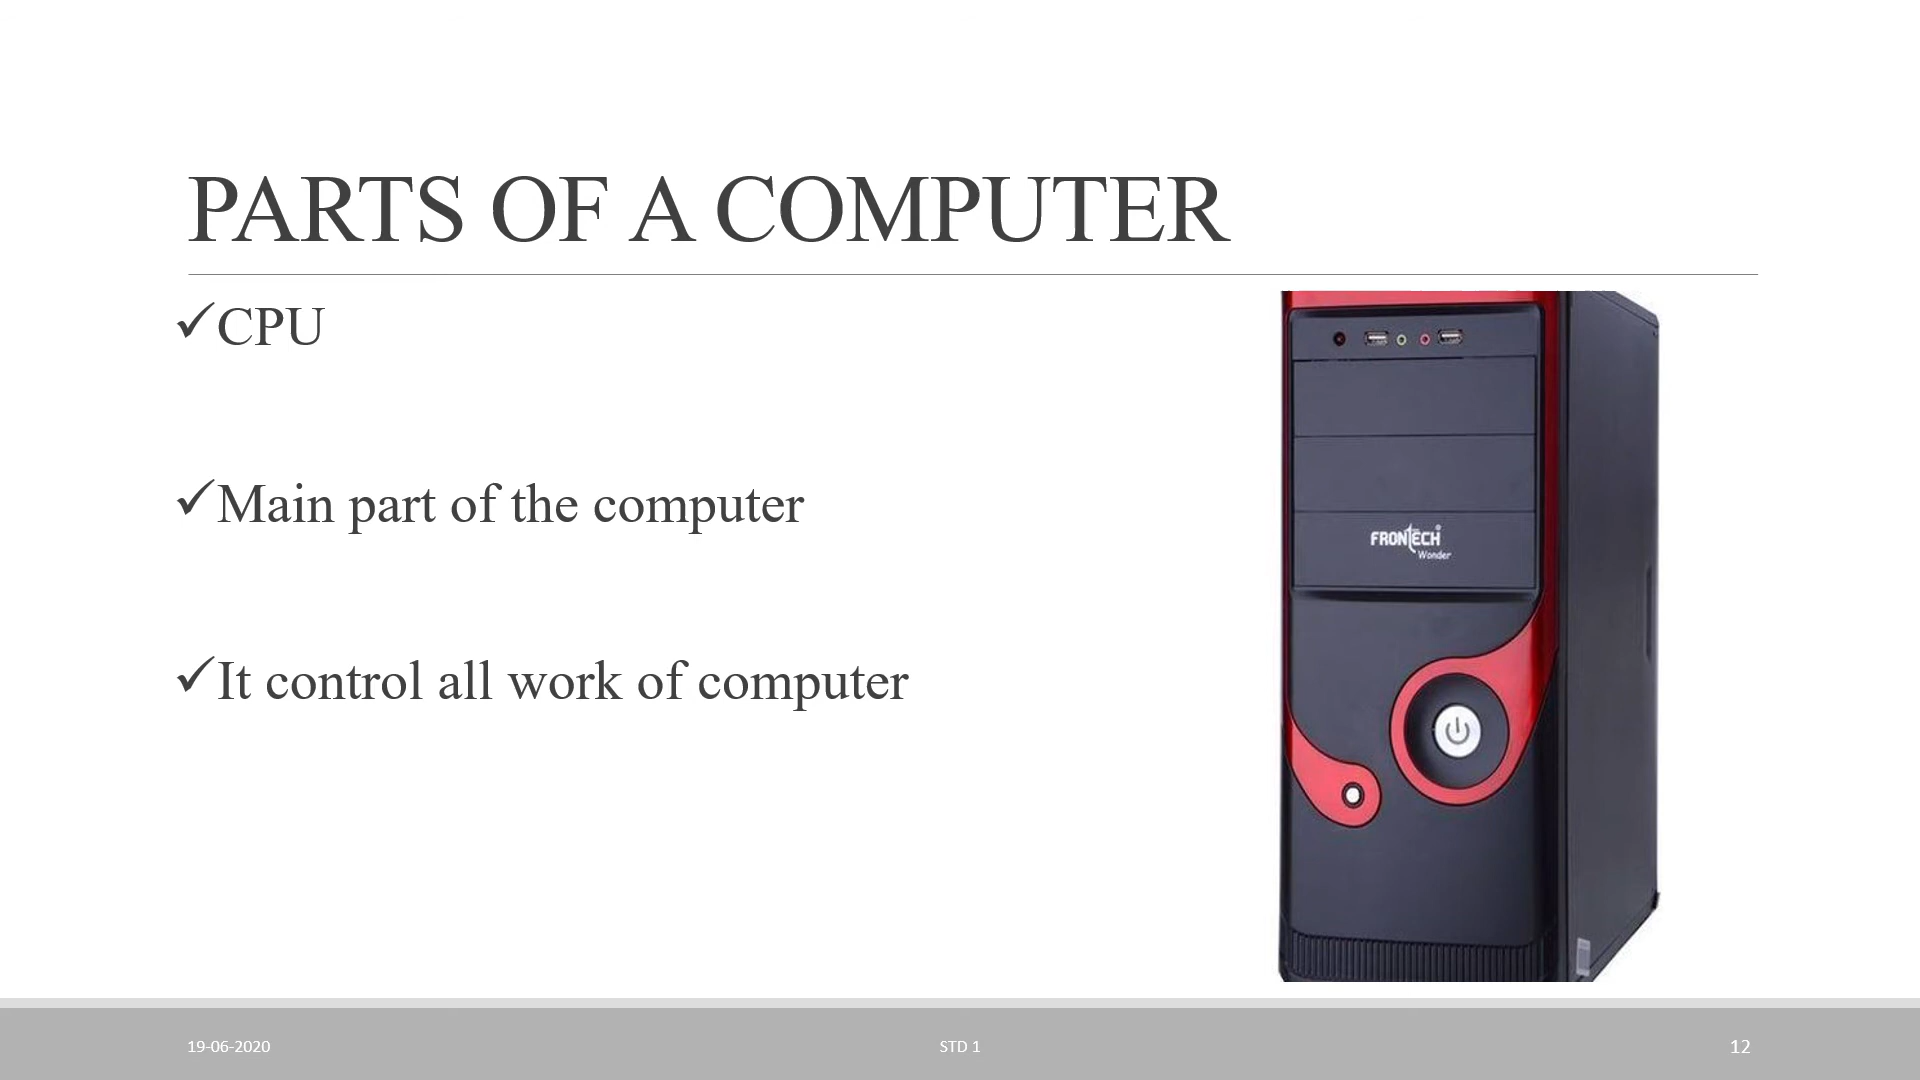 PARTS OF A COMPUTER
✓CPU
✓Main part of the computer
✓It control all work of computer
FRONTECH
Wonder
19-06-2020
STD 1
12